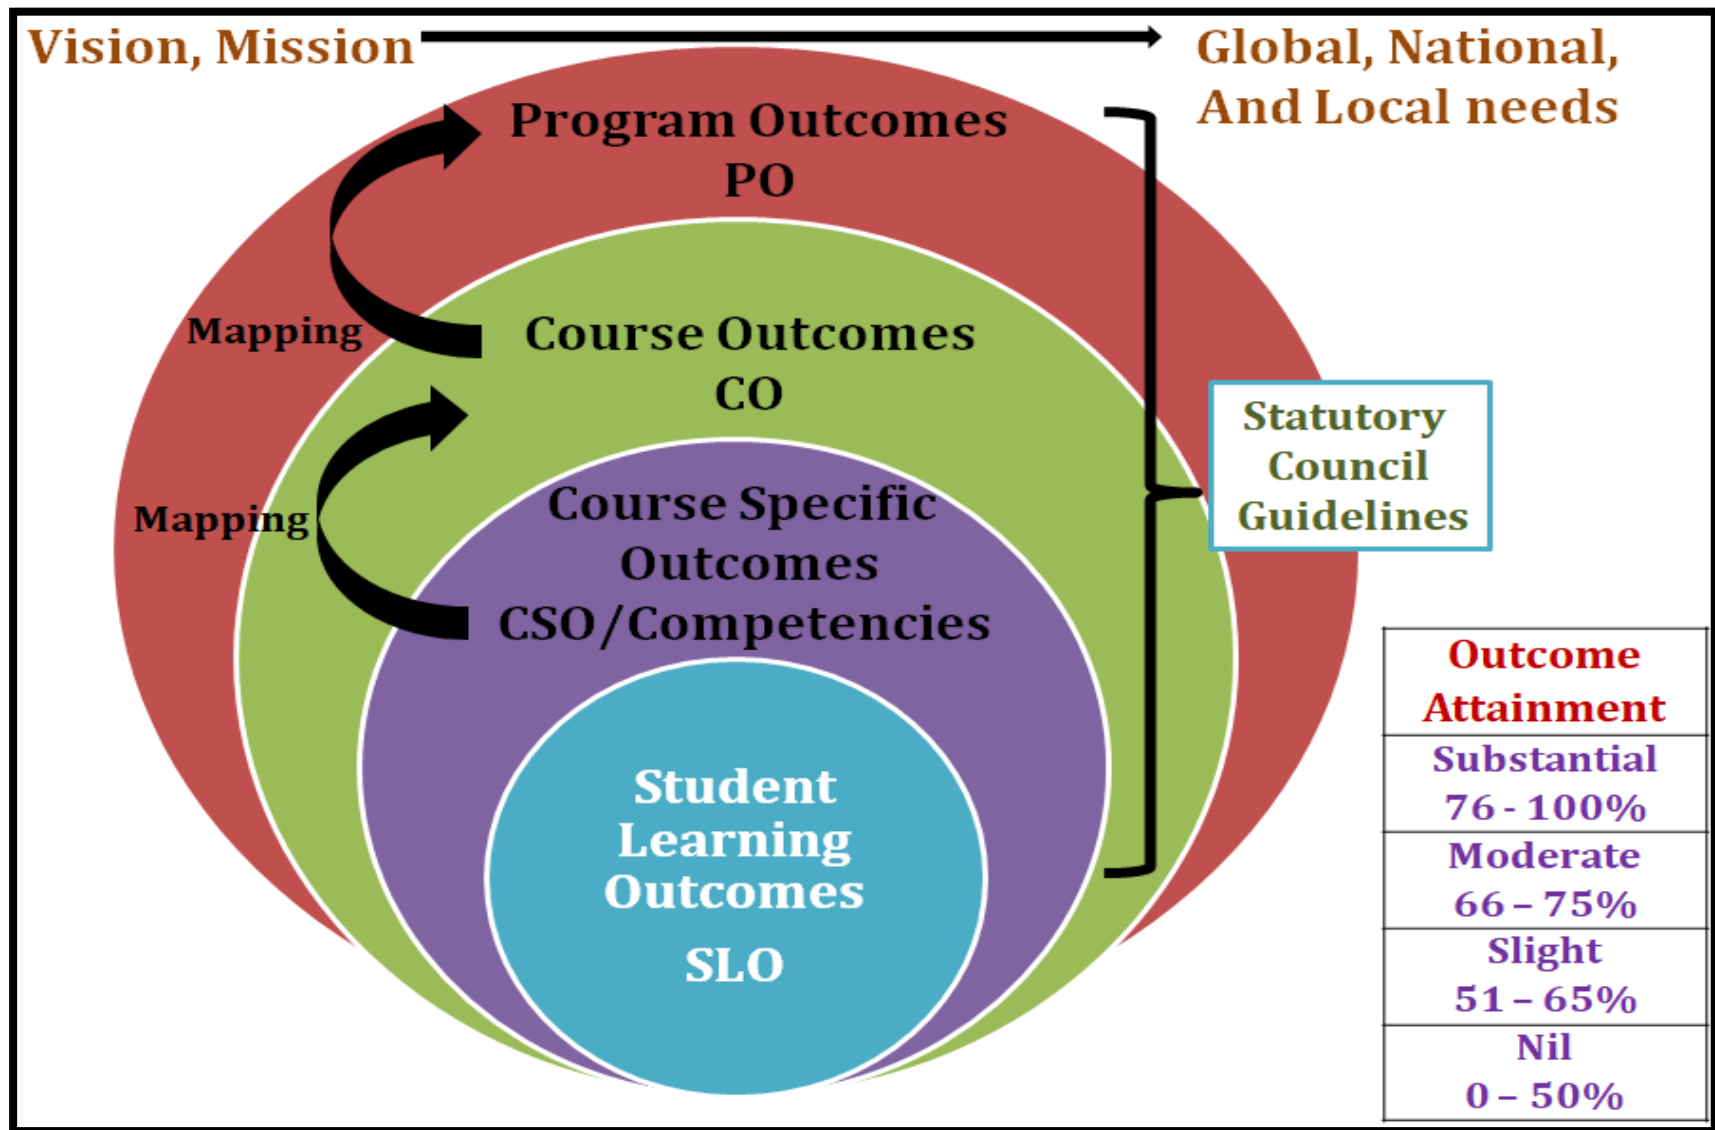 Vision, Mission
Global, National,
And Local needs
Program Outcomes
PO
Mapping
Course Outcomes
CO
Mapping
Course Specific
Outcomes
CSO/Competencies
Student
Learning
Outcomes
SLO
Statutory
Council
Guidelines
Outcome
Attainment
Substantial
76 - 100%
Moderate
66 – 75%
Slight
51 – 65%
Nil
0 – 50%